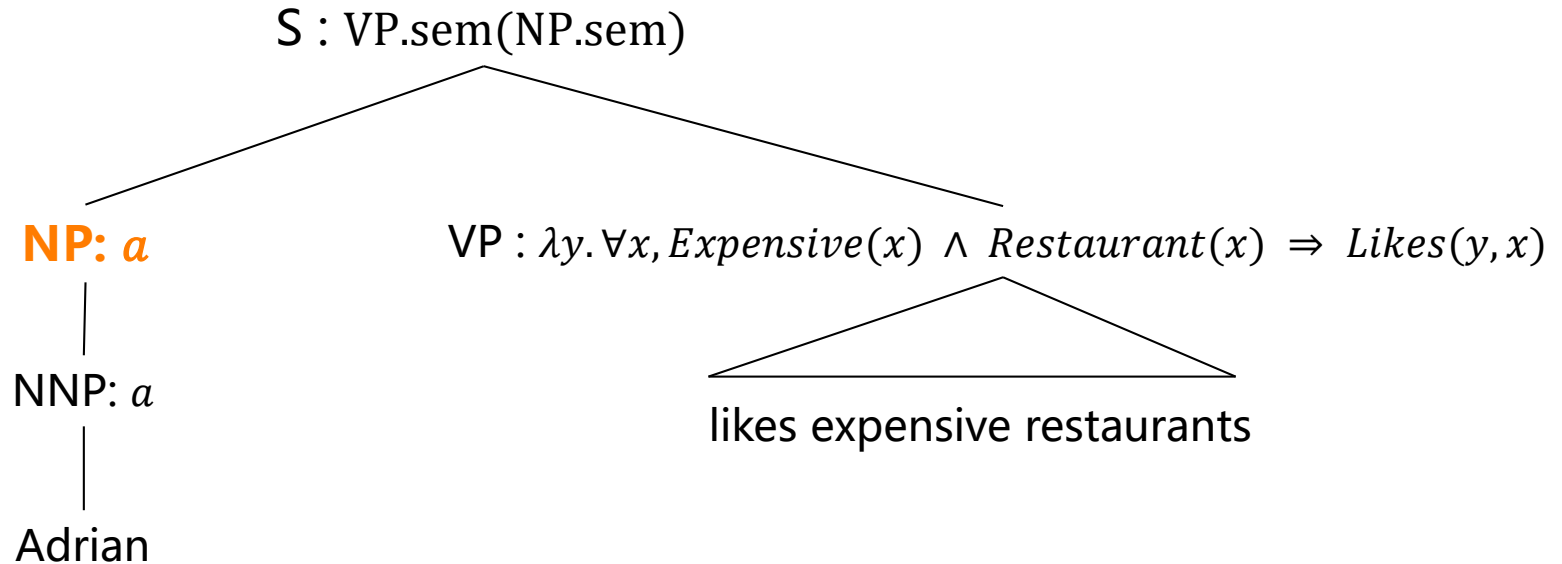 S : VP.sem(NP.sem)
NP: a
VP : λy. ∀x, Expensive(x) ∧ Restaurant(x) ⇒ Likes(y, x)
NNP: a
likes expensive restaurants
Adrian